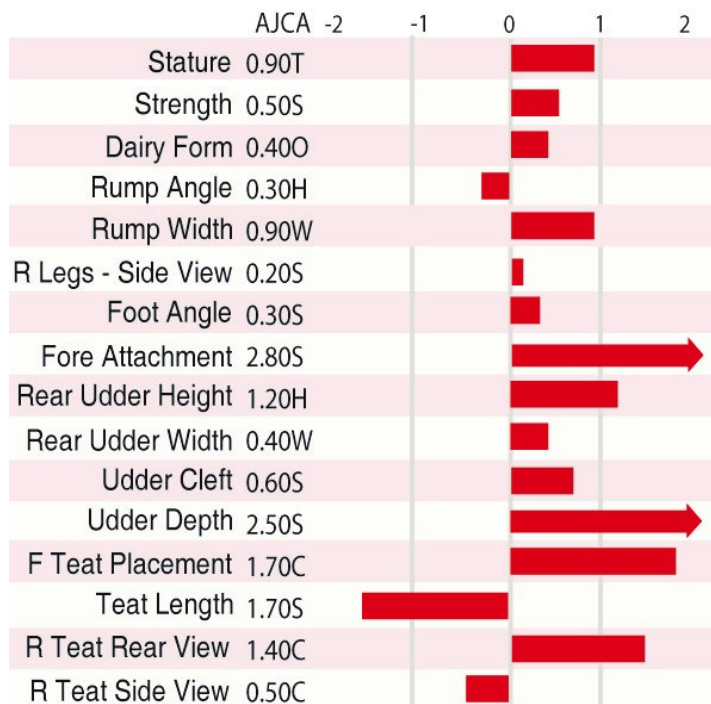 AJCA -2 -1 0 1 2
Stature 0.90T
Strength 0.50S
Dairy Form 0.40O
Rump Angle 0.30H
Rump Width 0.90W
R Legs - Side View 0.20S
Foot Angle 0.30S
Fore Attachment 2.80S
Rear Udder Height 1.20H
Rear Udder Width 0.40W
Udder Cleft 0.60S
Udder Depth 2.50S
F Teat Placement 1.70C
Teat Length 1.70S
R Teat Rear View 1.40C
R Teat Side View 0.50C